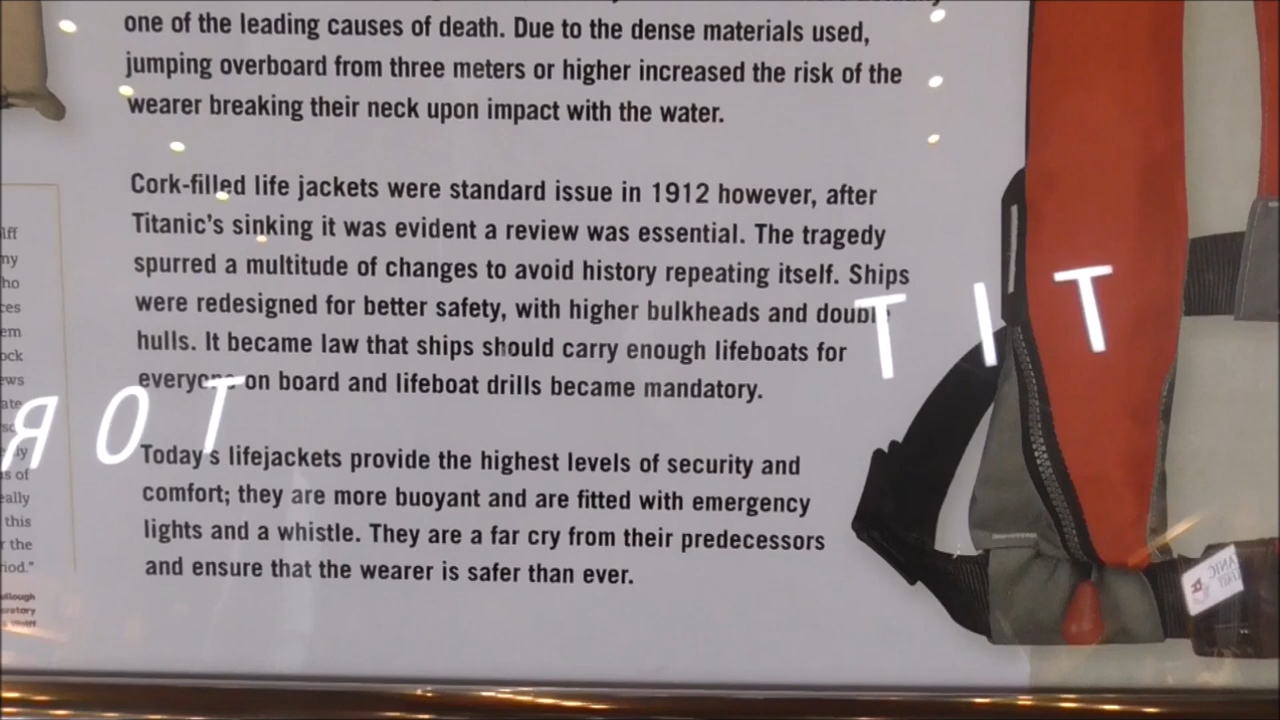 one of the leading causes of death. Due to the dense materials used,
jumping overboard from three meters or higher increased the risk of the
wearer breaking their neck upon impact with the water.
Cork-filled life jackets were standard issue in 1912 however, after
Titanic's sinking it was evident a review was essential. The tragedy
spurred a multitude of changes to avoid history repeating itself. Ships
were redesigned for better safety, with higher bulkheads and double
hulls. It became law that ships should carry enough lifeboats for
everyone on board and lifeboat drills became mandatory.
Today's lifejackets provide the highest levels of security and
comfort; they are more buoyant and are fitted with emergency
lights and a whistle. They are a far cry from their predecessors
and ensure that the wearer is safer than ever.
this
the
T I T